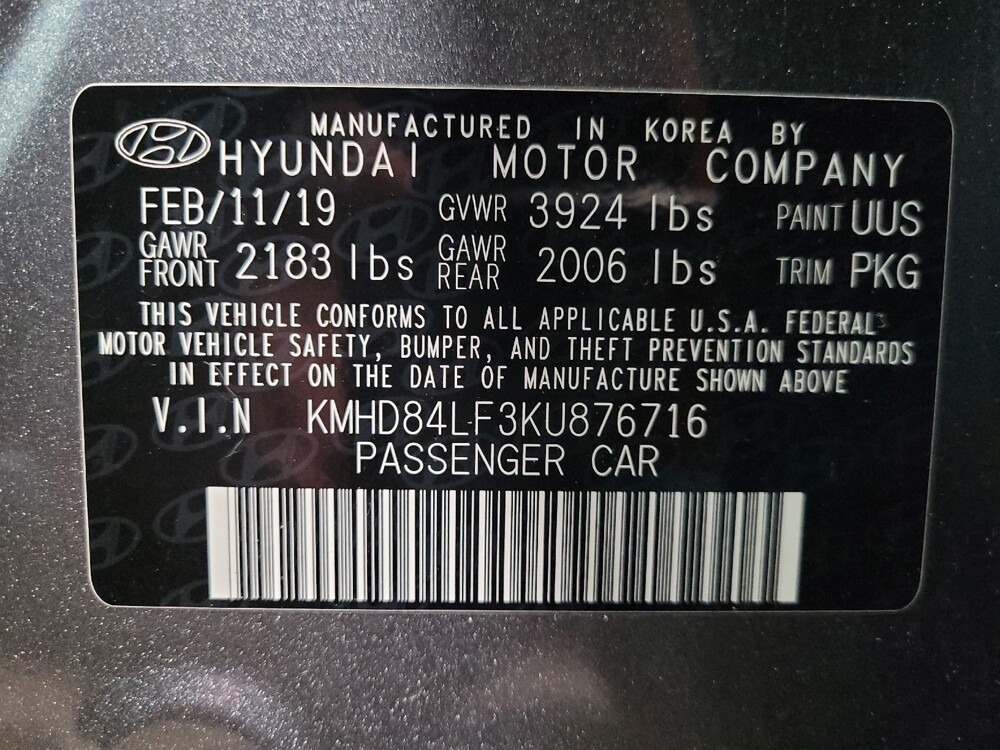 MANUFACTURED IN KOREA BY
HYUNDAI MOTOR COMPANY
FEB/11/19 GVWR 3924 lbs PAINT UUS
GAWR FRONT 2183 lbs GAWR REAR 2006 lbs TRIM PKG
THIS VEHICLE CONFORMS TO ALL APPLICABLE U.S.A. FEDERAL
MOTOR VEHICLE SAFETY, BUMPER, AND THEFT PREVENTION STANDARDS
IN EFFECT ON THE DATE OF MANUFACTURE SHOWN ABOVE
V.I.N KMHD84LF3KU876716
PASSENGER CAR